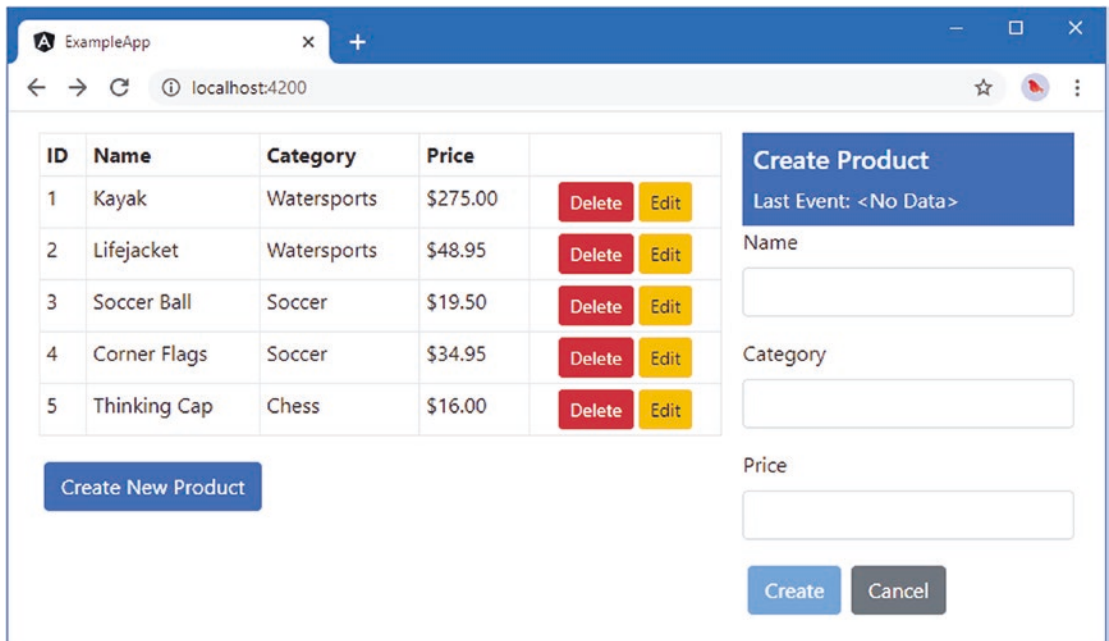 ExampleApp
localhost:4200
ID Name Category Price
1 Kayak Watersports $275.00 Delete Edit
2 Lifejacket Watersports $48.95 Delete Edit
3 Soccer Ball Soccer $19.50 Delete Edit
4 Corner Flags Soccer $34.95 Delete Edit
5 Thinking Cap Chess $16.00 Delete Edit
Create New Product
Create Product
Last Event: <No Data>
Name
Category
Price
Create Cancel